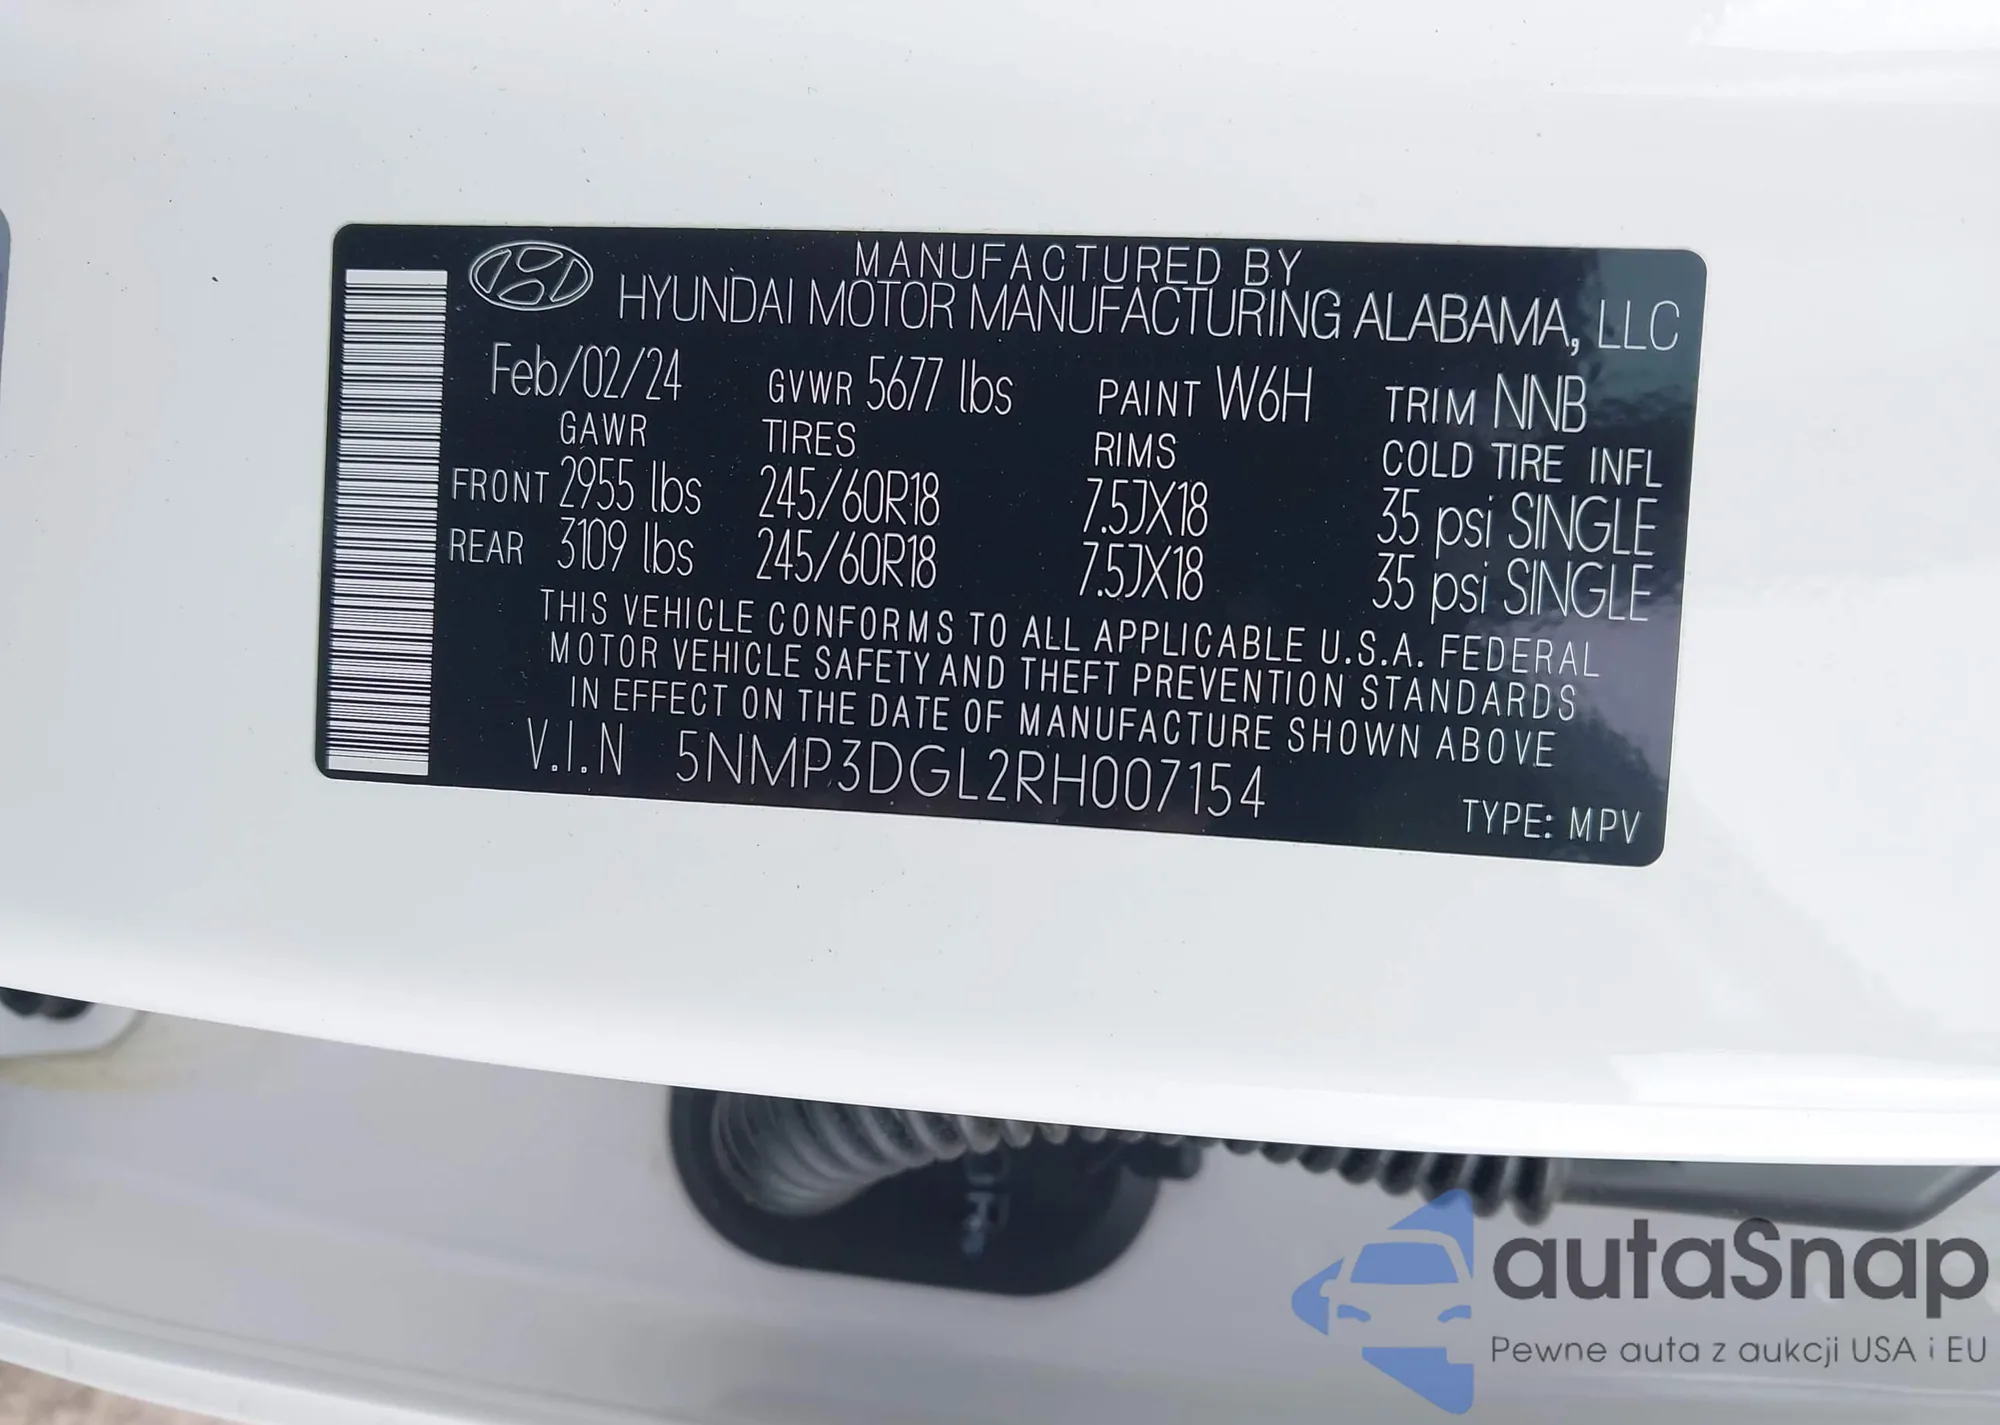 MANUFACTURED BY
HYUNDAI MOTOR MANUFACTURING ALABAMA, LLC
Feb/02/24 GVWR 5677 lbs PAINT W6H TRIM NNB
GAWR TIRES RIMS COLD TIRE INFL
FRONT 2955 lbs 245/60R18 7.5JX18 35 psi SINGLE
REAR 3109 lbs 245/60R18 7.5JX18 35 psi SINGLE
THIS VEHICLE CONFORMS TO ALL APPLICABLE U.S.A. FEDERAL
MOTOR VEHICLE SAFETY AND THEFT PREVENTION STANDARDS
IN EFFECT ON THE DATE OF MANUFACTURE SHOWN ABOVE
V.I.N 5NMP3DGL2RH007154
TYPE: MPV
autaSnap
Pewne auta z aukcji USA i EU